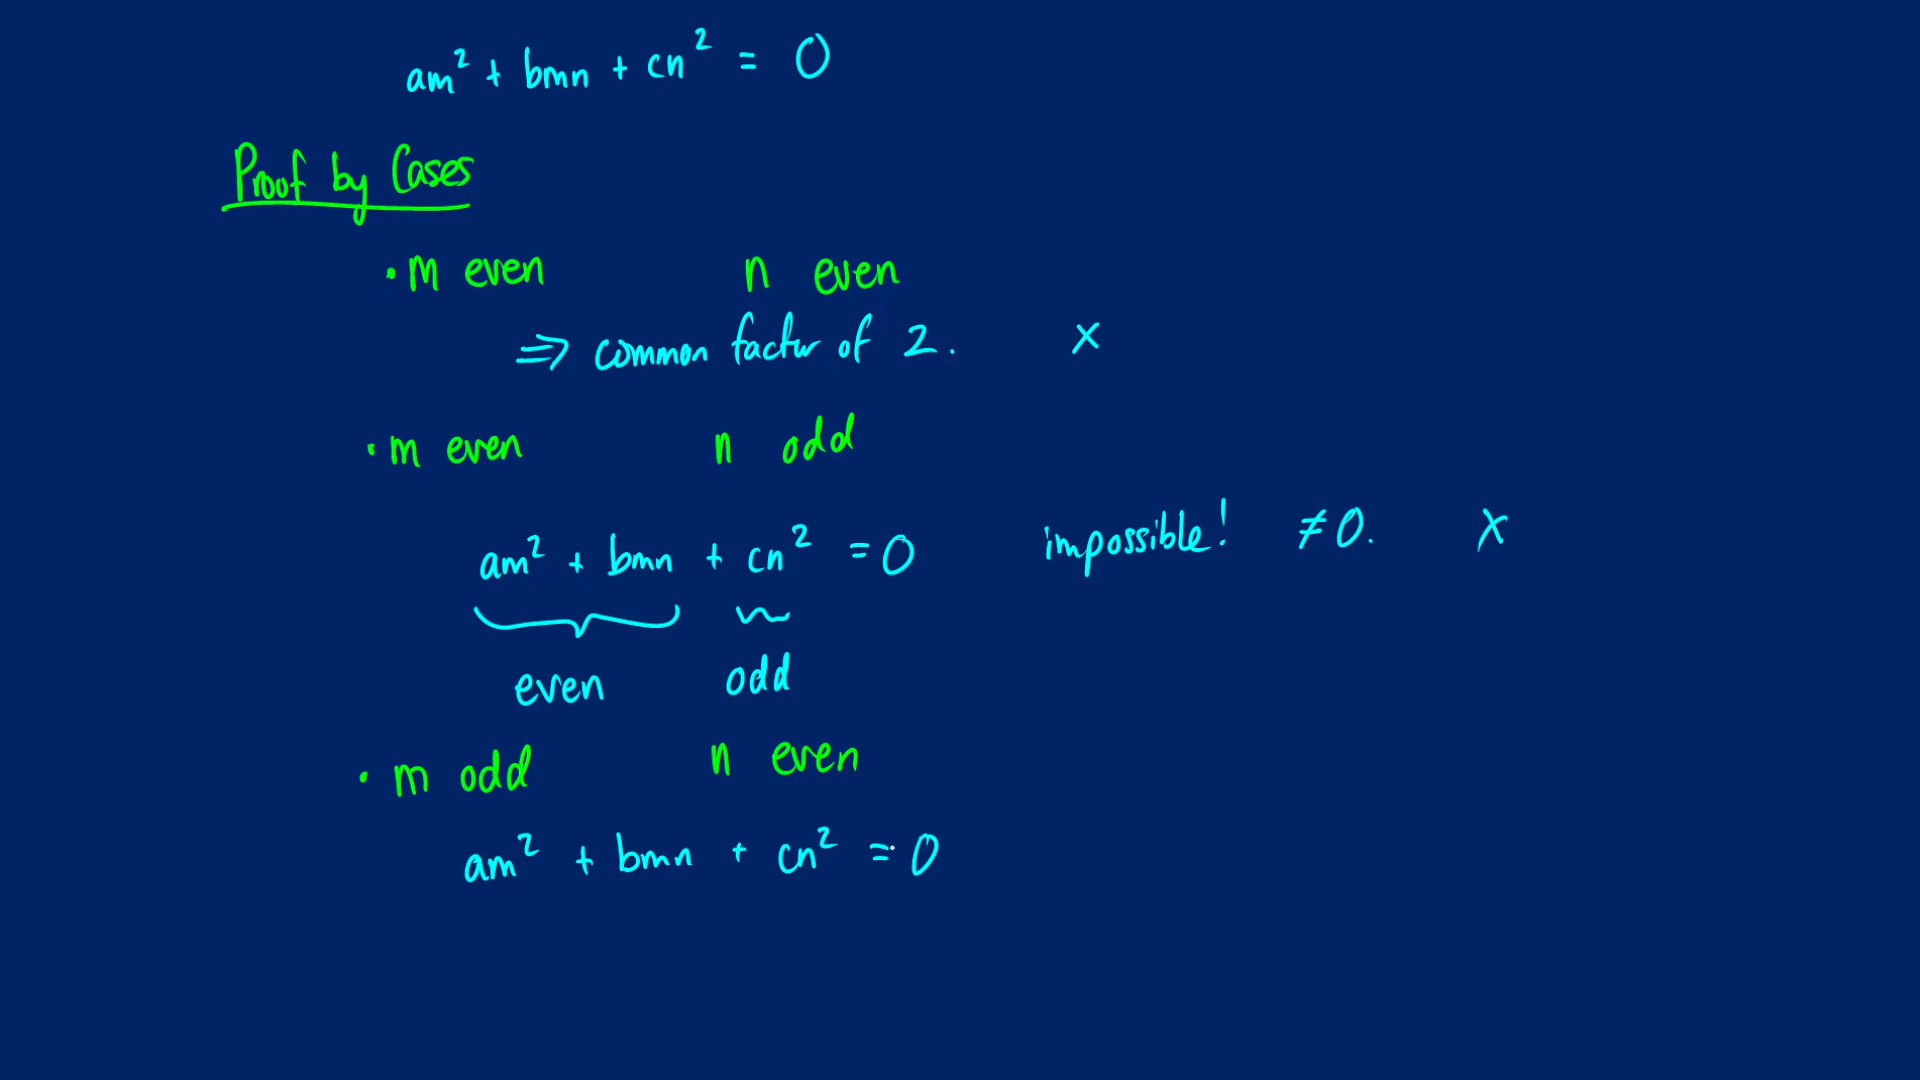 am² + bmn + cn² = 0
Proof by Cases
• m even n even
⇒ common factor of 2. x
• m even n odd
am² + bmn + cn² = 0 impossible! ≠ 0. x
even odd
• m odd n even
am² + bmn + cn² = 0